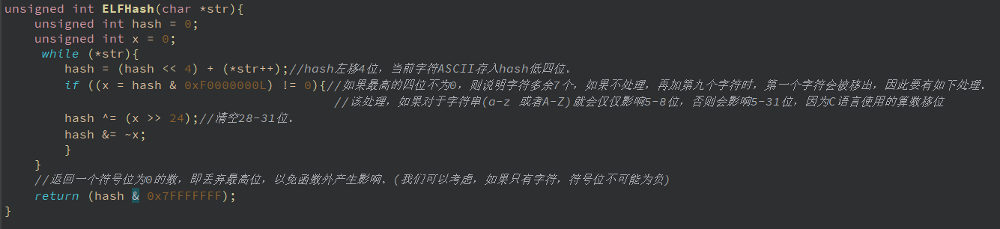 unsigned int ELFHash(char *str){
unsigned int hash = 0;
unsigned int x = 0;
while (*str){
hash = (hash << 4) + (*str++);//hash左移4位，当前字符ASCII存入hash低四位。
if ((x = hash & 0xF0000000L) != 0){//如果最高的四位不为0，则说明字符多余7个，如果不处理，再加第九个字符时，第一个字符会被移出，因此要有如下处理。
//该处理，如果对于字符串(a-z 或者A-Z)就会仅仅影响5-8位，否则会影响5-31位，因为C语言使用的算数移位
hash ^= (x >> 24);//清空28-31位。
hash &= ~x;
}
}
//返回一个符号位为0的数，即丢弃最高位，以免函数外产生影响。(我们可以考虑，如果只有字符，符号位不可能为负)
return (hash & 0x7FFFFFFF);
}